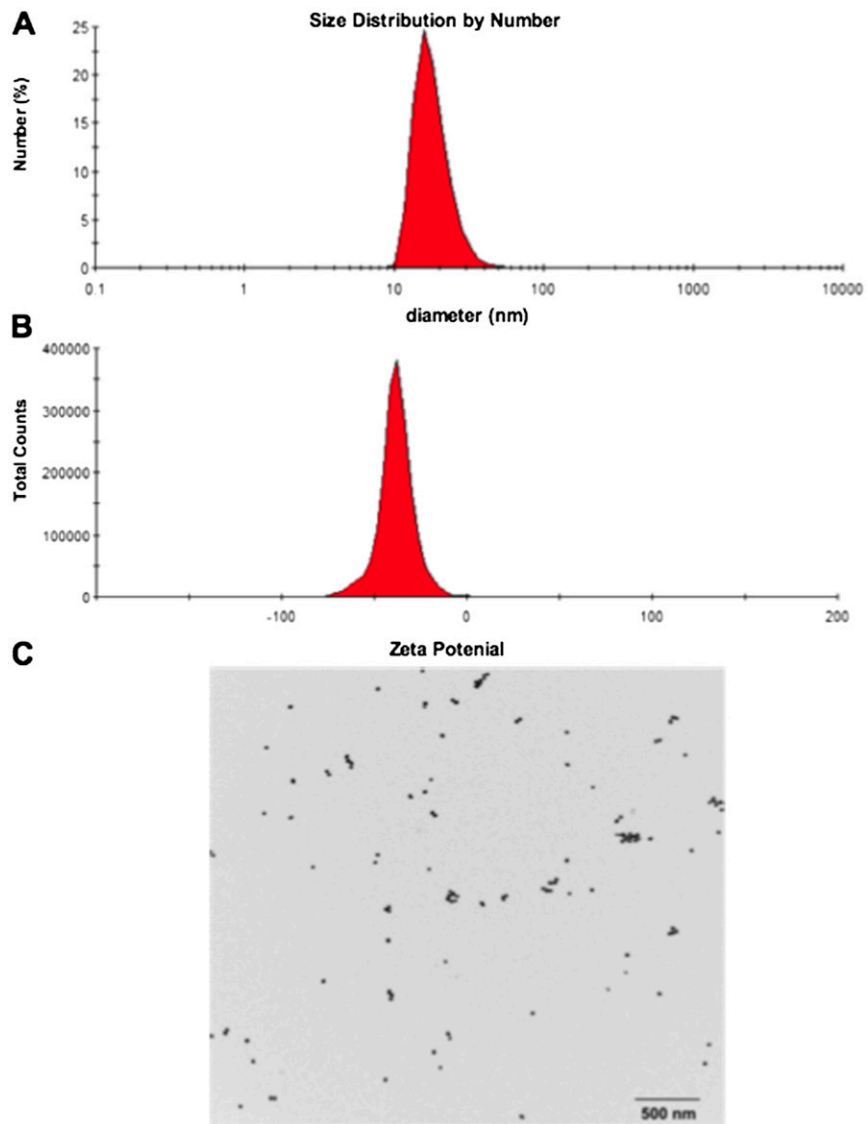 A
Size Distribution by Number
25
20
15
10
5
0
Number (%)
0.1 1 10 100 1000 10000
diameter (nm)
B
400000
300000
200000
100000
0
Total Counts
-100 0 100 200
Zeta Potenial
C
500 nm